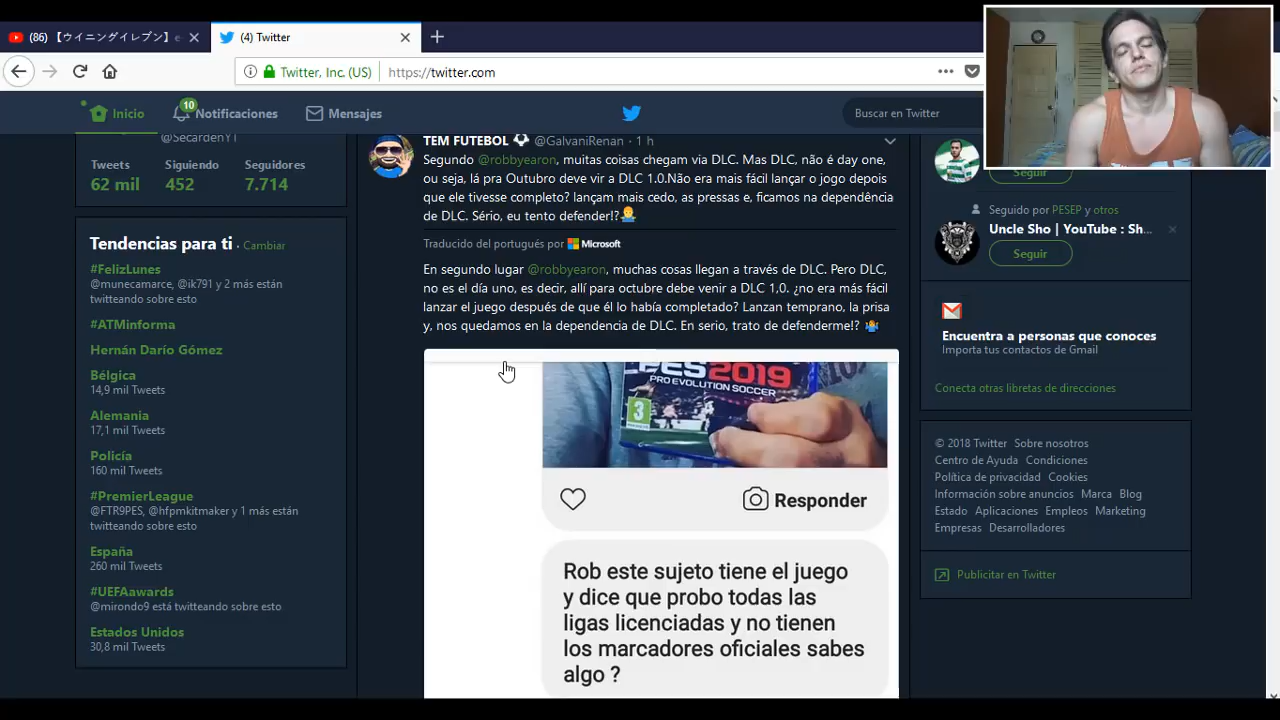 (86) 【ウイニングイレブン】 e
(4) Twitter
Twitter, Inc. (US)
https://twitter.com
Inicio
10
Notificaciones
Mensajes
Buscar en Twitter
@SecardenYT
Tweets
Siguiendo
Seguidores
62 mil
452
7.714
Tendencias para ti · Cambiar
#FelizLunes
@munecamarce, @ik791 y 2 más están
twitteando sobre esto
#ATMinforma
Hernán Darío Gómez
Bélgica
14,9 mil Tweets
Alemania
17,1 mil Tweets
Policía
160 mil Tweets
#PremierLeague
@FTR9PES, @hfpmkitmaker y 1 más están
twitteando sobre esto
España
260 mil Tweets
#UEFAawards
@mirondo9 está twitteando sobre esto
Estados Unidos
30,8 mil Tweets
TEM FUTEBOL @GalvaniRenan · 1 h
Segundo @robbyearon, muitas coisas chegam via DLC. Mas DLC, não é day one,
ou seja, lá pra Outubro deve vir a DLC 1.0.Não era mais fácil lançar o jogo depois
que ele tivesse completo? lançam mais cedo, as pressas e, ficamos na dependência
de DLC. Sério, eu tento defender!?
Traducido del portugués por Microsoft
En segundo lugar @robbyearon, muchas cosas llegan a través de DLC. Pero DLC,
no es el día uno, es decir, allí para octubre debe venir a DLC 1,0. ¿no era más fácil
lanzar el juego después de que él lo había completado? Lanzan temprano, la prisa
y, nos quedamos en la dependencia de DLC. En serio, trato de defenderme!?
PES2019
PRO EVOLUTION SOCCER
3
Responder
Rob este sujeto tiene el juego
y dice que probo todas las
ligas licenciadas y no tienen
los marcadores oficiales sabes
algo ?
Seguir
Seguido por PESEP y otros
Uncle Sho | YouTube : Sh...
Seguir
Encuentra a personas que conoces
Importa tus contactos de Gmail
Conecta otras libretas de direcciones
© 2018 Twitter Sobre nosotros
Centro de Ayuda Condiciones
Política de privacidad Cookies
Información sobre anuncios Marca Blog
Estado Aplicaciones Empleos Marketing
Empresas Desarrolladores
Publicitar en Twitter